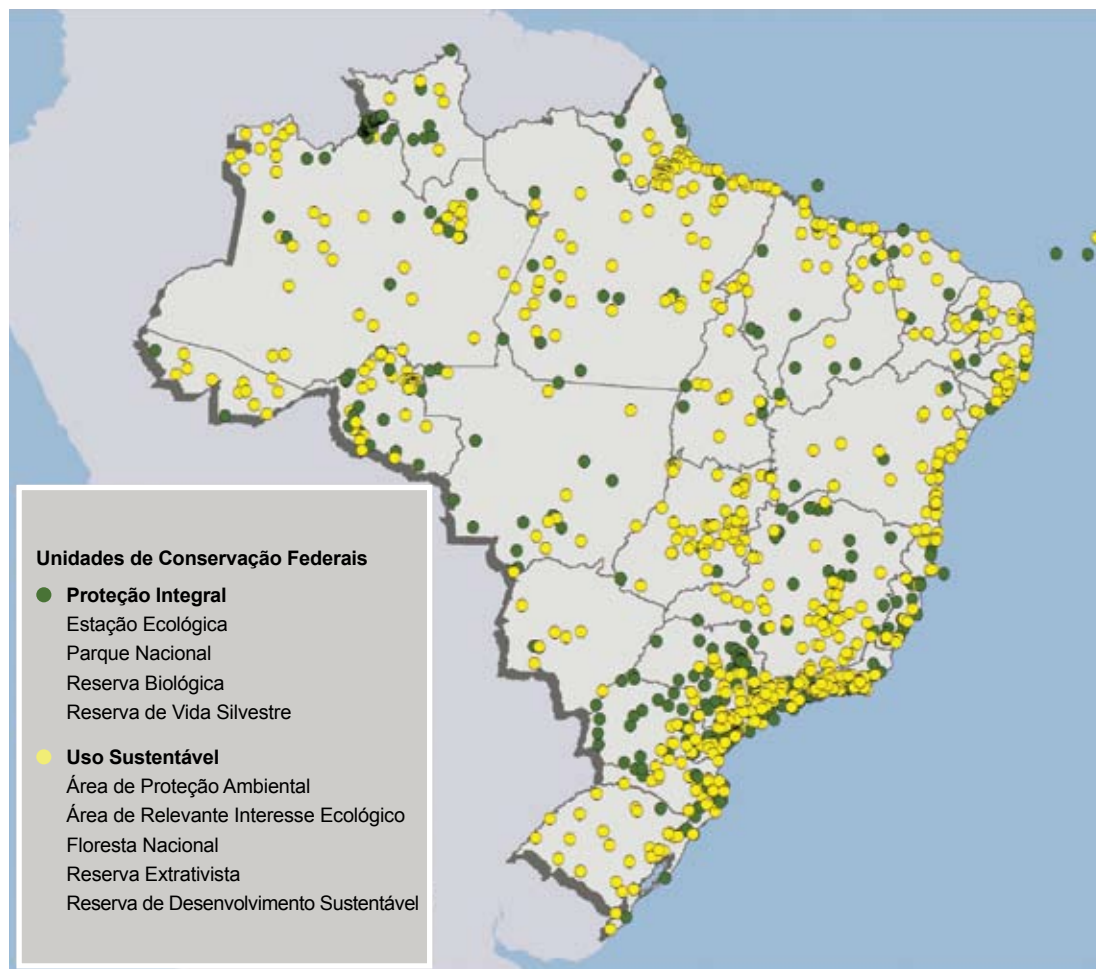 Unidades de Conservação Federais
Proteção Integral
Estação Ecológica
Parque Nacional
Reserva Biológica
Reserva de Vida Silvestre
Uso Sustentável
Área de Proteção Ambiental
Área de Relevante Interesse Ecológico
Floresta Nacional
Reserva Extrativista
Reserva de Desenvolvimento Sustentável